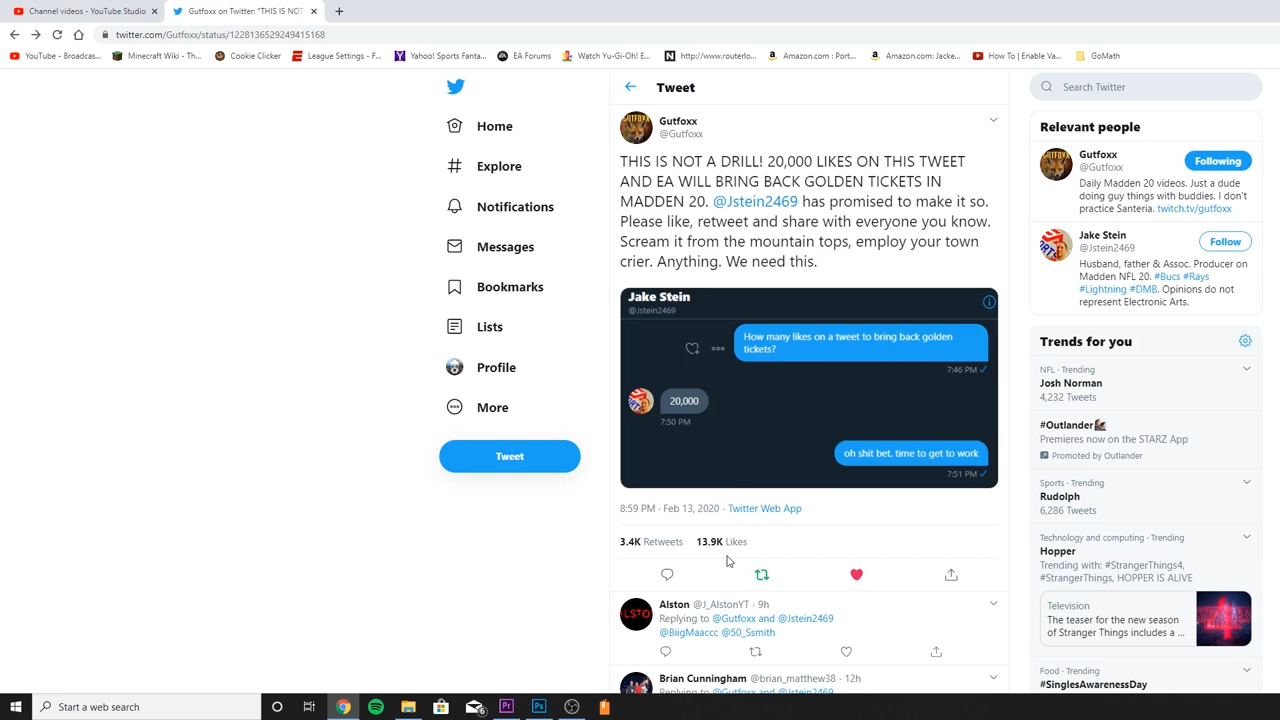 Channel videos - YouTube Studio
Gutfoxx on Twitter: "THIS IS NOT
twitter.com/Gutfoxx/status/1228136529249415168
YouTube - Broadcas...
Minecraft Wiki - Th...
Cookie Clicker
League Settings - F...
Yahoo! Sports Fanta...
EA Forums
Watch Yu-Gi-Oh! E...
http://www.routerlo...
Amazon.com : Port...
Amazon.com: Jacke...
How To | Enable Va...
GoMath
Home
Explore
Notifications
Messages
Bookmarks
Lists
Profile
More
Tweet
Tweet
Gutfoxx
@Gutfoxx
THIS IS NOT A DRILL! 20,000 LIKES ON THIS TWEET
AND EA WILL BRING BACK GOLDEN TICKETS IN
MADDEN 20. @Jstein2469 has promised to make it so.
Please like, retweet and share with everyone you know.
Scream it from the mountain tops, employ your town
crier. Anything. We need this.
Jake Stein
@Jstein2469
How many likes on a tweet to bring back golden
tickets?
7:46 PM
20,000
7:50 PM
oh shit bet. time to get to work
7:51 PM
8:59 PM · Feb 13, 2020 · Twitter Web App
3.4K Retweets 13.9K Likes
Alston @J_AlstonYT · 9h
Replying to @Gutfoxx and @Jstein2469
@BiigMaaccc @50_Ssmith
Brian Cunningham @brian_matthew38 · 12h
Replying to @Gutfoxx and @Jstein2469
Search Twitter
Relevant people
Gutfoxx
@Gutfoxx
Following
Daily Madden 20 videos. Just a dude
doing guy things with buddies. I don't
practice Santeria. twitch.tv/gutfoxx
Jake Stein
@Jstein2469
Follow
Husband, father & Assoc. Producer on
Madden NFL 20. #Bucs #Rays
#Lightning #DMB. Opinions do not
represent Electronic Arts.
Trends for you
NFL · Trending
Josh Norman
4,232 Tweets
#Outlander
Premieres now on the STARZ App
Promoted by Outlander
Sports · Trending
Rudolph
6,286 Tweets
Technology and computing · Trending
Hopper
Trending with: #StrangerThings4,
#StrangerThings, HOPPER IS ALIVE
Television
The teaser for the new season
of Stranger Things includes a ...
Food · Trending
#SinglesAwarenessDay
Start a web search